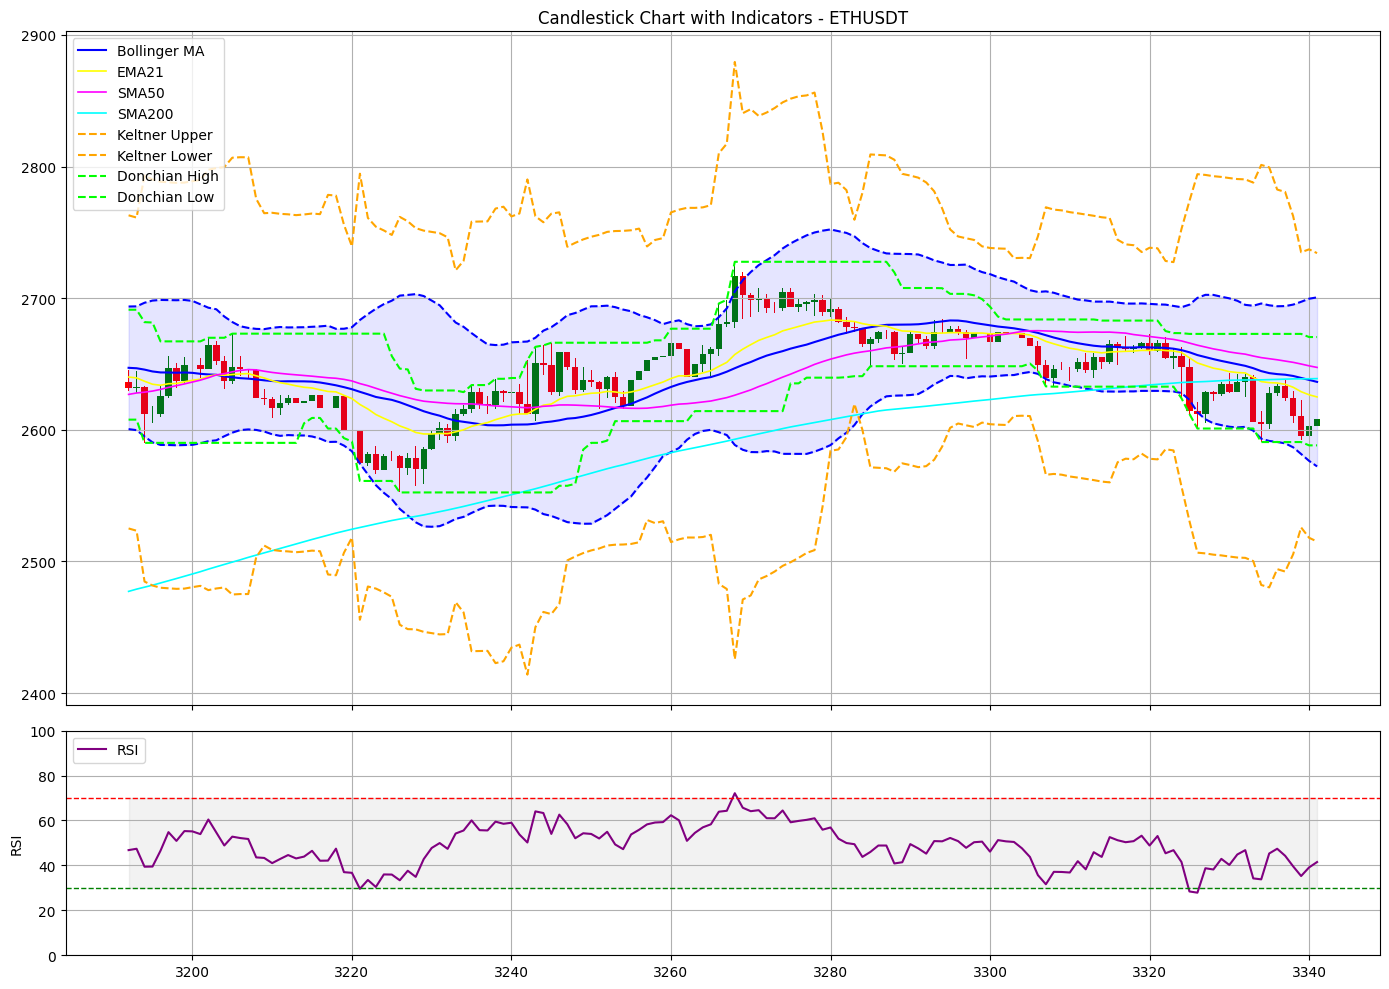 Candlestick Chart with Indicators - ETHUSDT
2900
2800
2700
2600
2500
2400
Bollinger MA
EMA21
SMA50
SMA200
Keltner Upper
Keltner Lower
Donchian High
Donchian Low
100
80
60
40
20
0
RSI
RSI
3200 3220 3240 3260 3280 3300 3320 3340